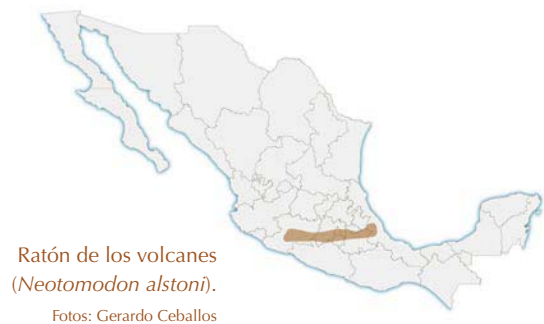 Ratón de los volcanes
(Neotomodon alstoni).
Fotos: Gerardo Ceballos